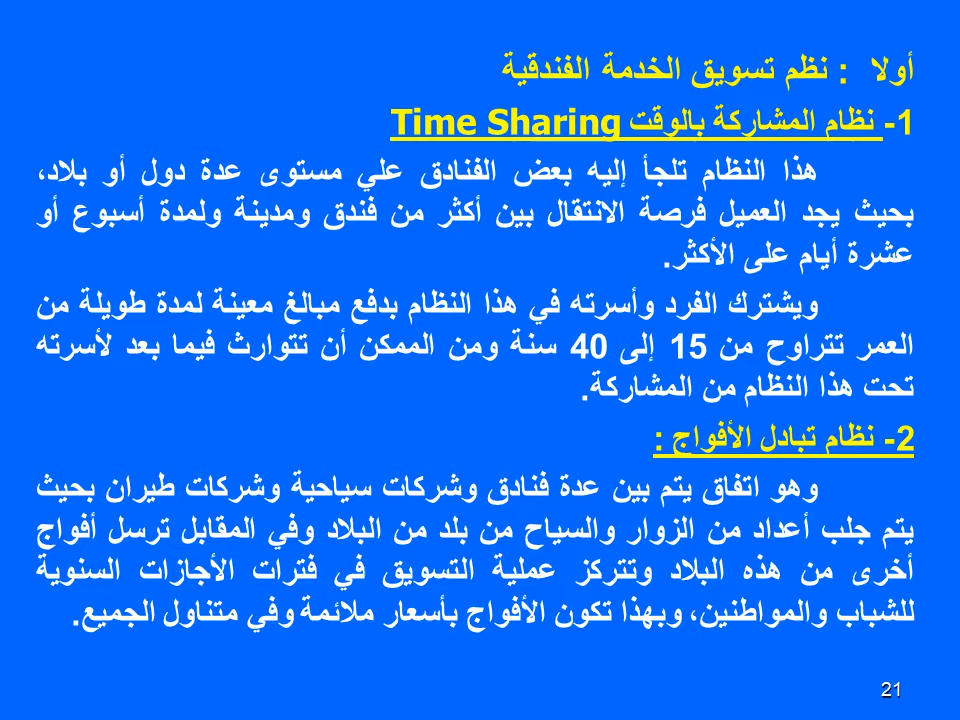 أولا : نظم تسويق الخدمة الفندقية
1- نظام المشاركة بالوقت Time Sharing
هذا النظام تلجأ إليه بعض الفنادق علي مستوى عدة دول أو بلاد،
بحيث يجد العميل فرصة الانتقال بين أكثر من فندق ومدينة ولمدة أسبوع أو
عشرة أيام على الأكثر.
ويشترك الفرد وأسرته في هذا النظام بدفع مبالغ معينة لمدة طويلة من
العمر تتراوح من 15 إلى 40 سنة ومن الممكن أن تتوارث فيما بعد لأسرته
تحت هذا النظام من المشاركة.
2- نظام تبادل الأفواج :
وهو اتفاق يتم بين عدة فنادق وشركات سياحية وشركات طيران بحيث
يتم جلب أعداد من الزوار والسياح من بلد من البلاد وفي المقابل ترسل أفواج
أخرى من هذه البلاد وتتركز عملية التسويق في فترات الأجازات السنوية
للشباب والمواطنين، وبهذا تكون الأفواج بأسعار ملائمة وفي متناول الجميع.
21